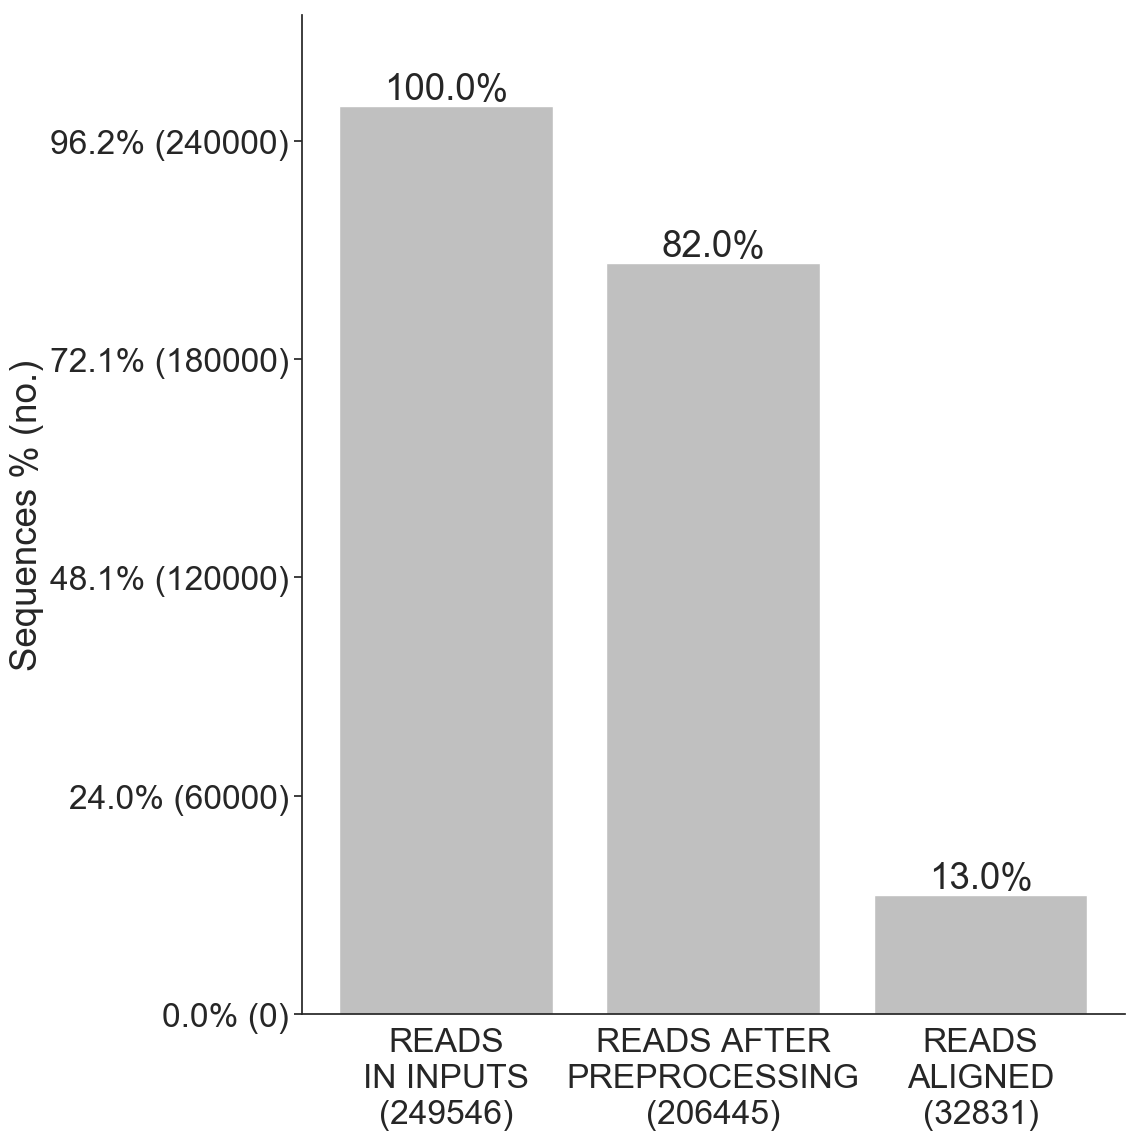 Sequences % (no.)
96.2% (240000)
72.1% (180000)
48.1% (120000)
24.0% (60000)
0.0% (0)
100.0%
82.0%
13.0%
READS
IN INPUTS
(249546)
READS AFTER
PREPROCESSING
(206445)
READS
ALIGNED
(32831)